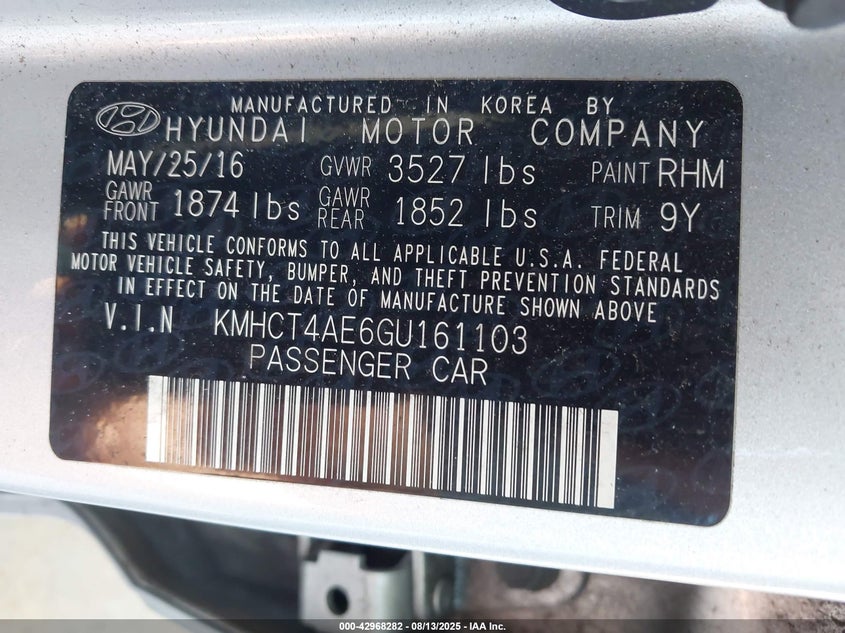 MANUFACTURED IN KOREA BY
HYUNDAI MOTOR COMPANY
MAY/25/16 GVWR 3527 lbs PAINT RHM
GAWR FRONT 1874 lbs GAWR REAR 1852 lbs TRIM 9Y
THIS VEHICLE CONFORMS TO ALL APPLICABLE U.S.A. FEDERAL
MOTOR VEHICLE SAFETY, BUMPER, AND THEFT PREVENTION STANDARDS
IN EFFECT ON THE DATE OF MANUFACTURE SHOWN ABOVE
V.I.N KMHCT4AE6GU161103
PASSENGER CAR
000-42968282 - 08/13/2025 - IAA Inc.